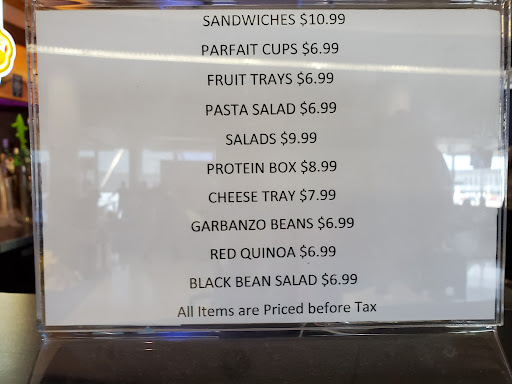 SANDWICHES $10.99
PARFAIT CUPS $6.99
FRUIT TRAYS $6.99
PASTA SALAD $6.99
SALADS $9.99
PROTEIN BOX $8.99
CHEESE TRAY $7.99
GARBANZO BEANS $6.99
RED QUINOA $6.99
BLACK BEAN SALAD $6.99
All Items are Priced before Tax